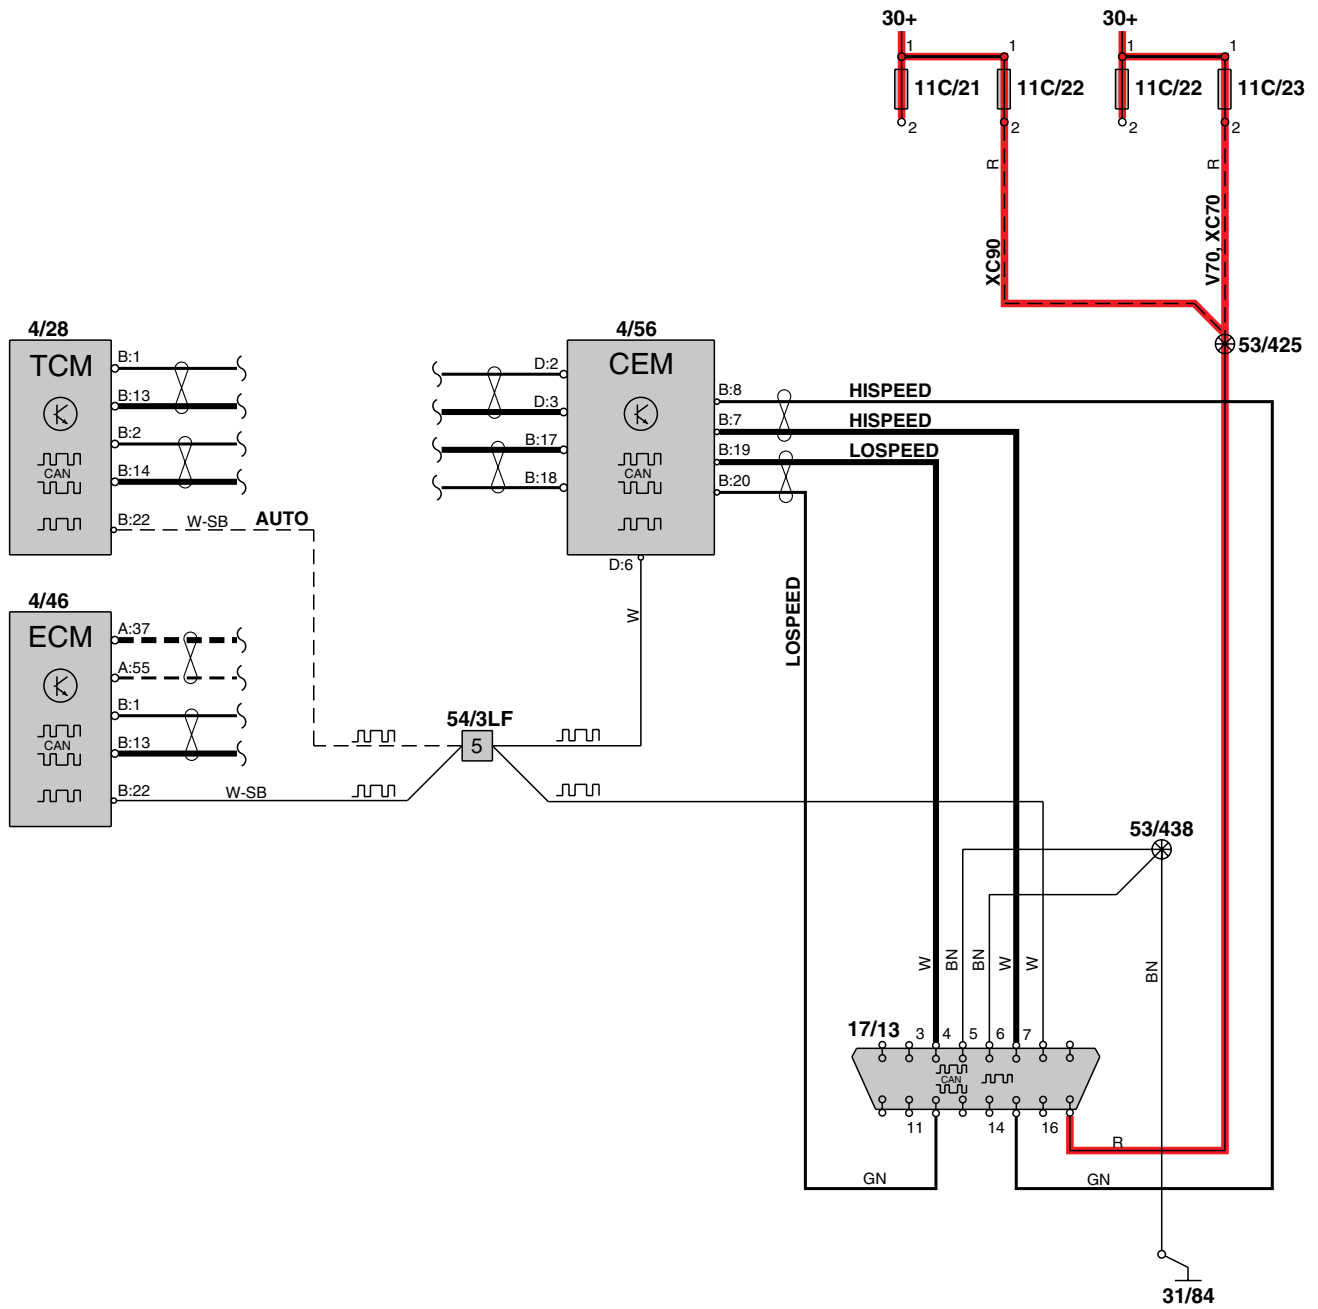 30+ 30+
1 1 1 1
11C/21 11C/22 11C/22 11C/23
2 2 2 2
R R
XC90 V70, XC70
53/425
4/28
TCM
CAN
B:1
B:13
B:2
B:14
B:22 W-SB AUTO
4/56
CEM
CAN
D:2
D:3
B:17
B:18
B:8 HISPEED
B:7 HISPEED
B:19 LOSPEED
B:20
D:6
W
LOSPEED
4/46
ECM
CAN
A:37
A:55
B:1
B:13
B:22 W-SB
54/3LF
5
53/438
W BN BN W W BN
17/13 3 4 5 6 7
CAN
11 14 16
R
GN GN
31/84